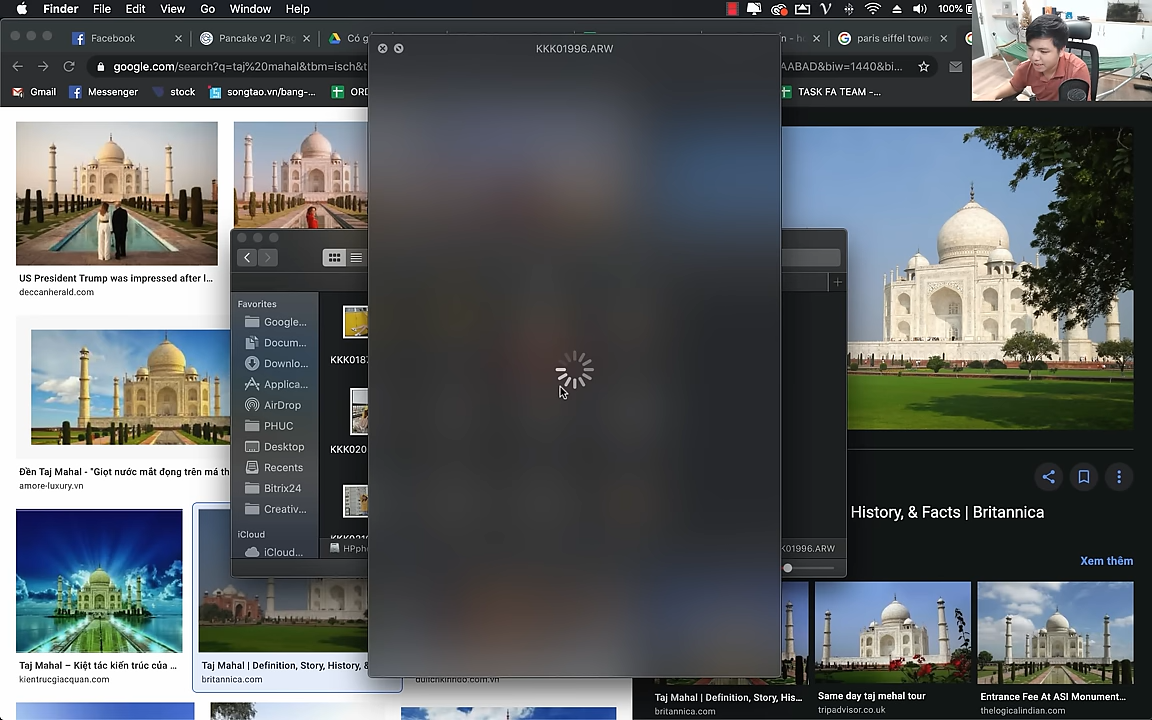 Finder File Edit View Go Window Help 100%
Facebook
Pancake v2 | Pag
Có g
KKK01996.ARW
paris eiffel towe
google.com/search?q=taj%20mahal&tbm=isch&t
AABAD&biw=1440&bi...
Gmail
Messenger
stock
songtao.vn/bang-...
TASK FA TEAM -...
US President Trump was impressed after l...
deccanherald.com
Favorites
Google...
Docum...
Downlo...
Applica...
AirDrop
PHUC
Desktop
Recents
Bitrix24
Creativ...
iCloud
iCloud...
KKK0187
KKK020
HPpho
K01996.ARW
Đền Taj Mahal - "Giọt nước mắt đọng trên má th
amore-luxury.vn
History, & Facts | Britannica
Xem thêm
Taj Mahal – Kiệt tác kiến trúc của ...
kientrucgiacquan.com
Taj Mahal | Definition, Story, History, &
britannica.com
dulichkinhdo.com.vn
Taj Mahal | Definition, Story, His...
britannica.com
Same day taj mehal tour
tripadvisor.co.uk
Entrance Fee At ASI Monument...
thelogicalindian.com